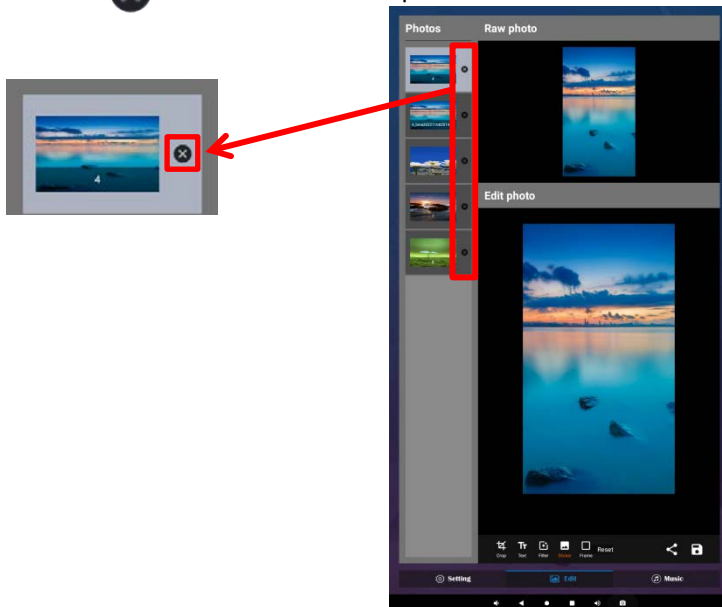 Photos
Raw photo
4
Edit photo
Crop
Text
Filter
Frame
Reset
Setting
Edit
Music